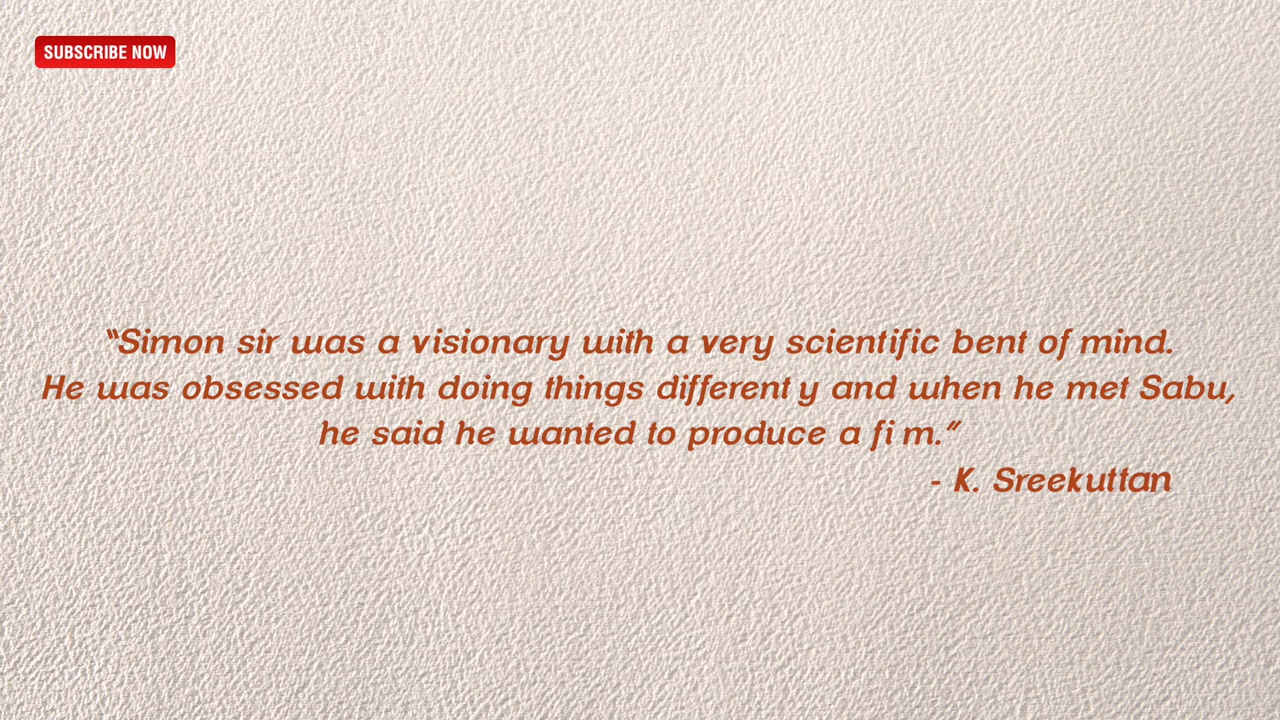 SUBSCRIBE NOW
"Simon sir was a visionary with a very scientific bent of mind.
He was obsessed with doing things different y and when he met Sabu,
he said he wanted to produce a fi m."
- K. Sreekuttan